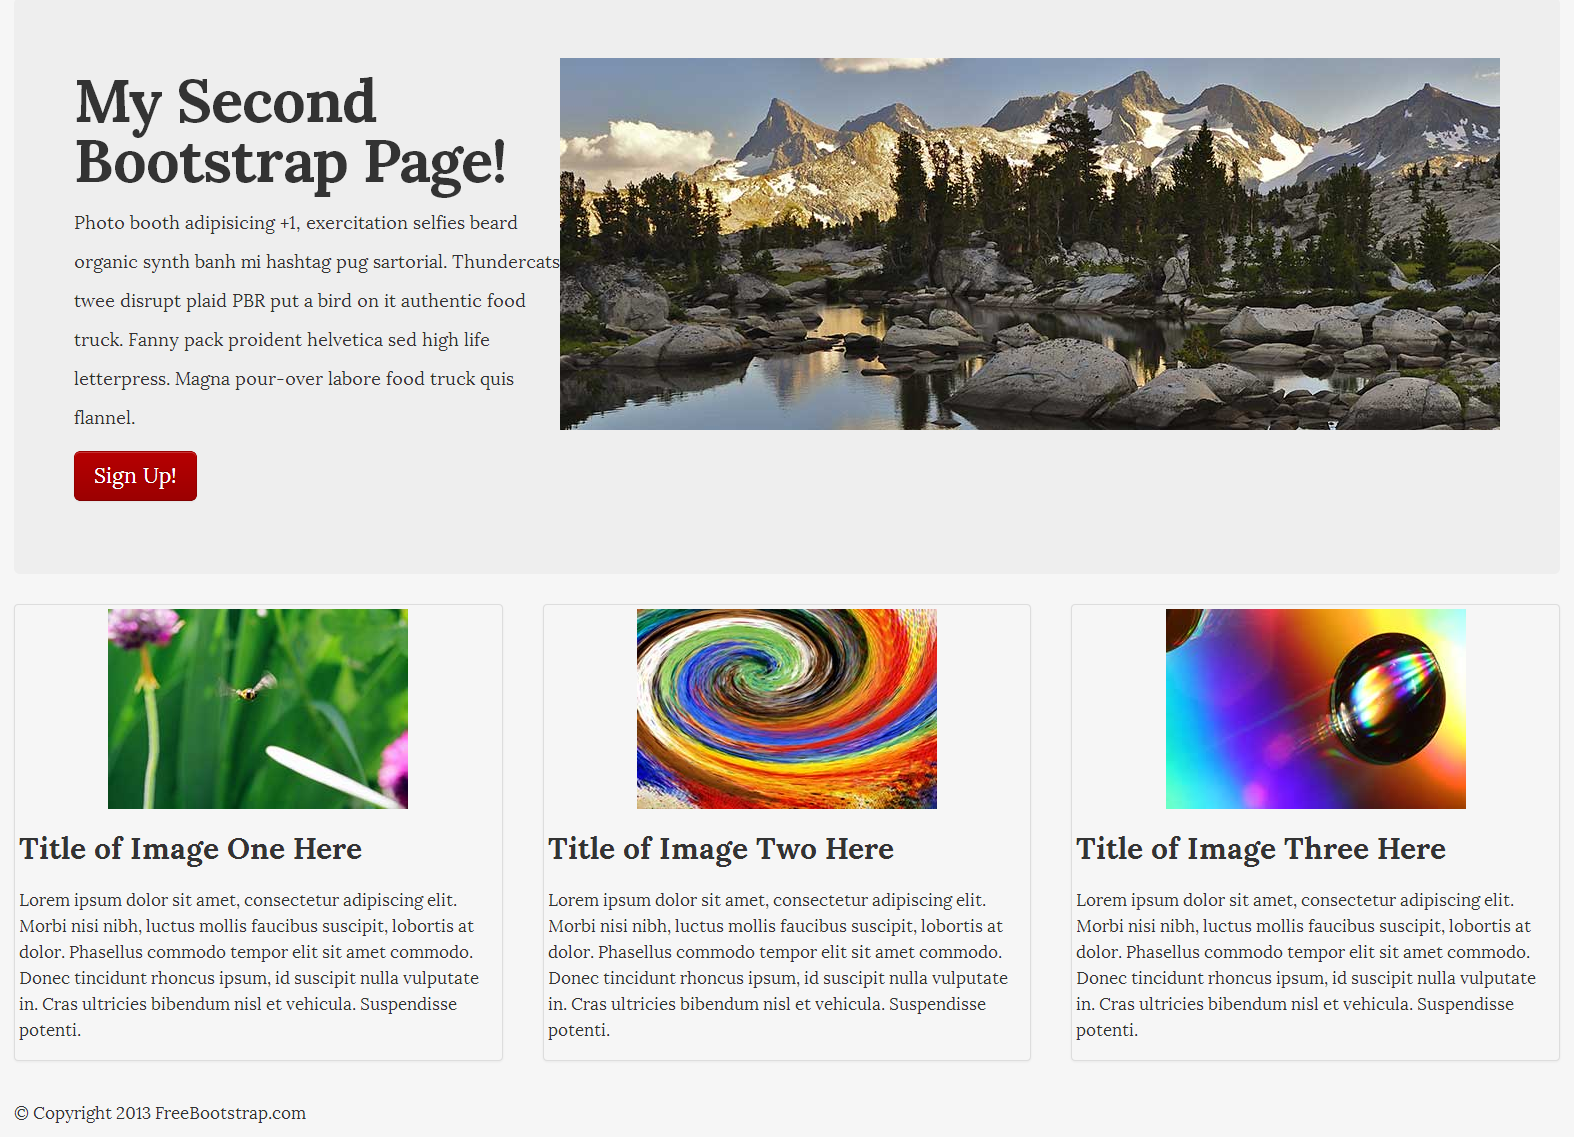 My Second
Bootstrap Page!
Photo booth adipisicing +1, exercitation selfies beard
organic synth banh mi hashtag pug sartorial. Thundercats
twee disrupt plaid PBR put a bird on it authentic food
truck. Fanny pack proident helvetica sed high life
letterpress. Magna pour-over labore food truck quis
flannel.
Sign Up!
Title of Image One Here
Lorem ipsum dolor sit amet, consectetur adipiscing elit.
Morbi nisi nibh, luctus mollis faucibus suscipit, lobortis at
dolor. Phasellus commodo tempor elit sit amet commodo.
Donec tincidunt rhoncus ipsum, id suscipit nulla vulputate
in. Cras ultricies bibendum nisl et vehicula. Suspendisse
potenti.
Title of Image Two Here
Lorem ipsum dolor sit amet, consectetur adipiscing elit.
Morbi nisi nibh, luctus mollis faucibus suscipit, lobortis at
dolor. Phasellus commodo tempor elit sit amet commodo.
Donec tincidunt rhoncus ipsum, id suscipit nulla vulputate
in. Cras ultricies bibendum nisl et vehicula. Suspendisse
potenti.
Title of Image Three Here
Lorem ipsum dolor sit amet, consectetur adipiscing elit.
Morbi nisi nibh, luctus mollis faucibus suscipit, lobortis at
dolor. Phasellus commodo tempor elit sit amet commodo.
Donec tincidunt rhoncus ipsum, id suscipit nulla vulputate
in. Cras ultricies bibendum nisl et vehicula. Suspendisse
potenti.
© Copyright 2013 FreeBootstrap.com